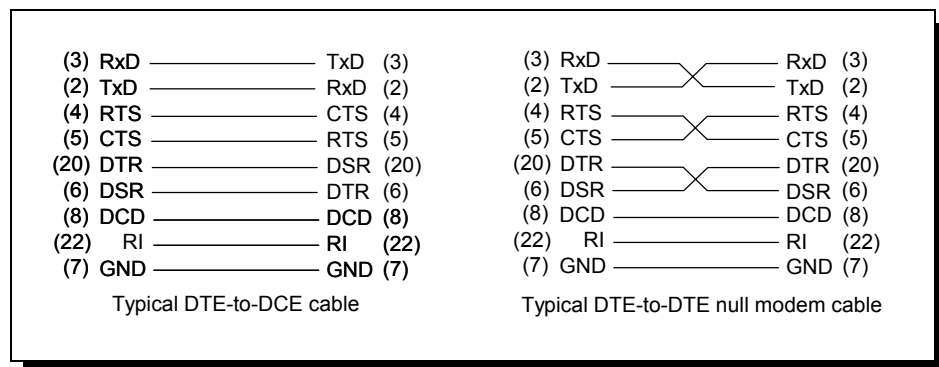 (3) RxD TxD (3)
(2) TxD RxD (2)
(4) RTS CTS (4)
(5) CTS RTS (5)
(20) DTR DSR (20)
(6) DSR DTR (6)
(8) DCD DCD (8)
(22) RI RI (22)
(7) GND GND (7)
Typical DTE-to-DCE cable
(3) RxD RxD (3)
(2) TxD TxD (2)
(4) RTS RTS (4)
(5) CTS CTS (5)
(20) DTR DTR (20)
(6) DSR DSR (6)
(8) DCD DCD (8)
(22) RI RI (22)
(7) GND GND (7)
Typical DTE-to-DTE null modem cable